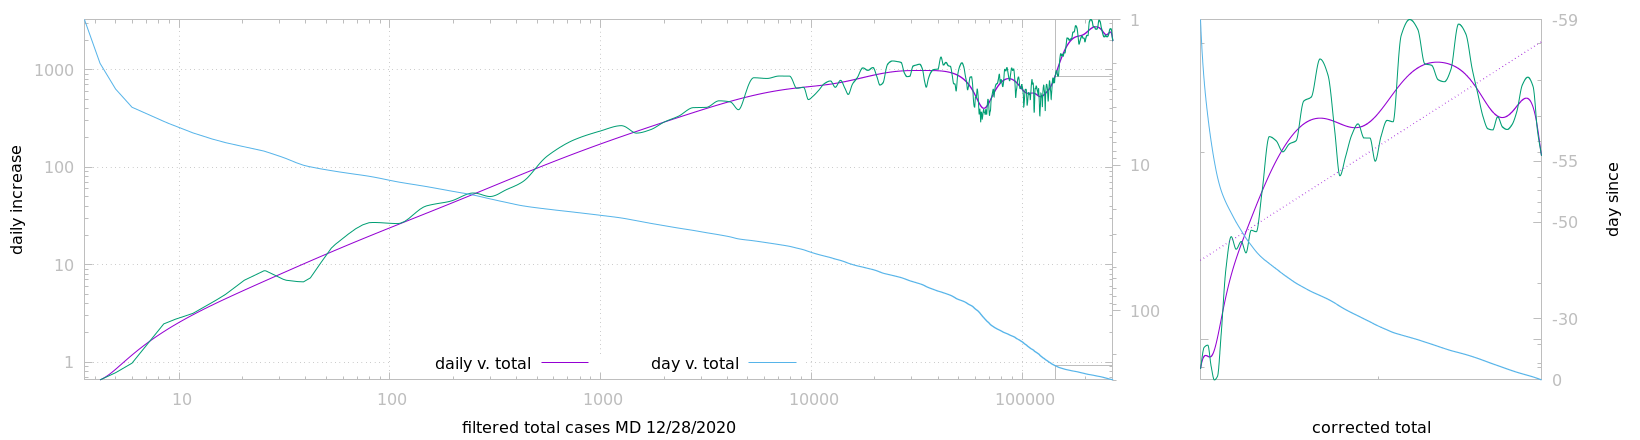 1
-59
1000
daily increase
100
10
-55
-50
day since
10
100
-30
1
daily v. total
day v. total
0
10
100
1000
10000
100000
filtered total cases MD 12/28/2020
corrected total